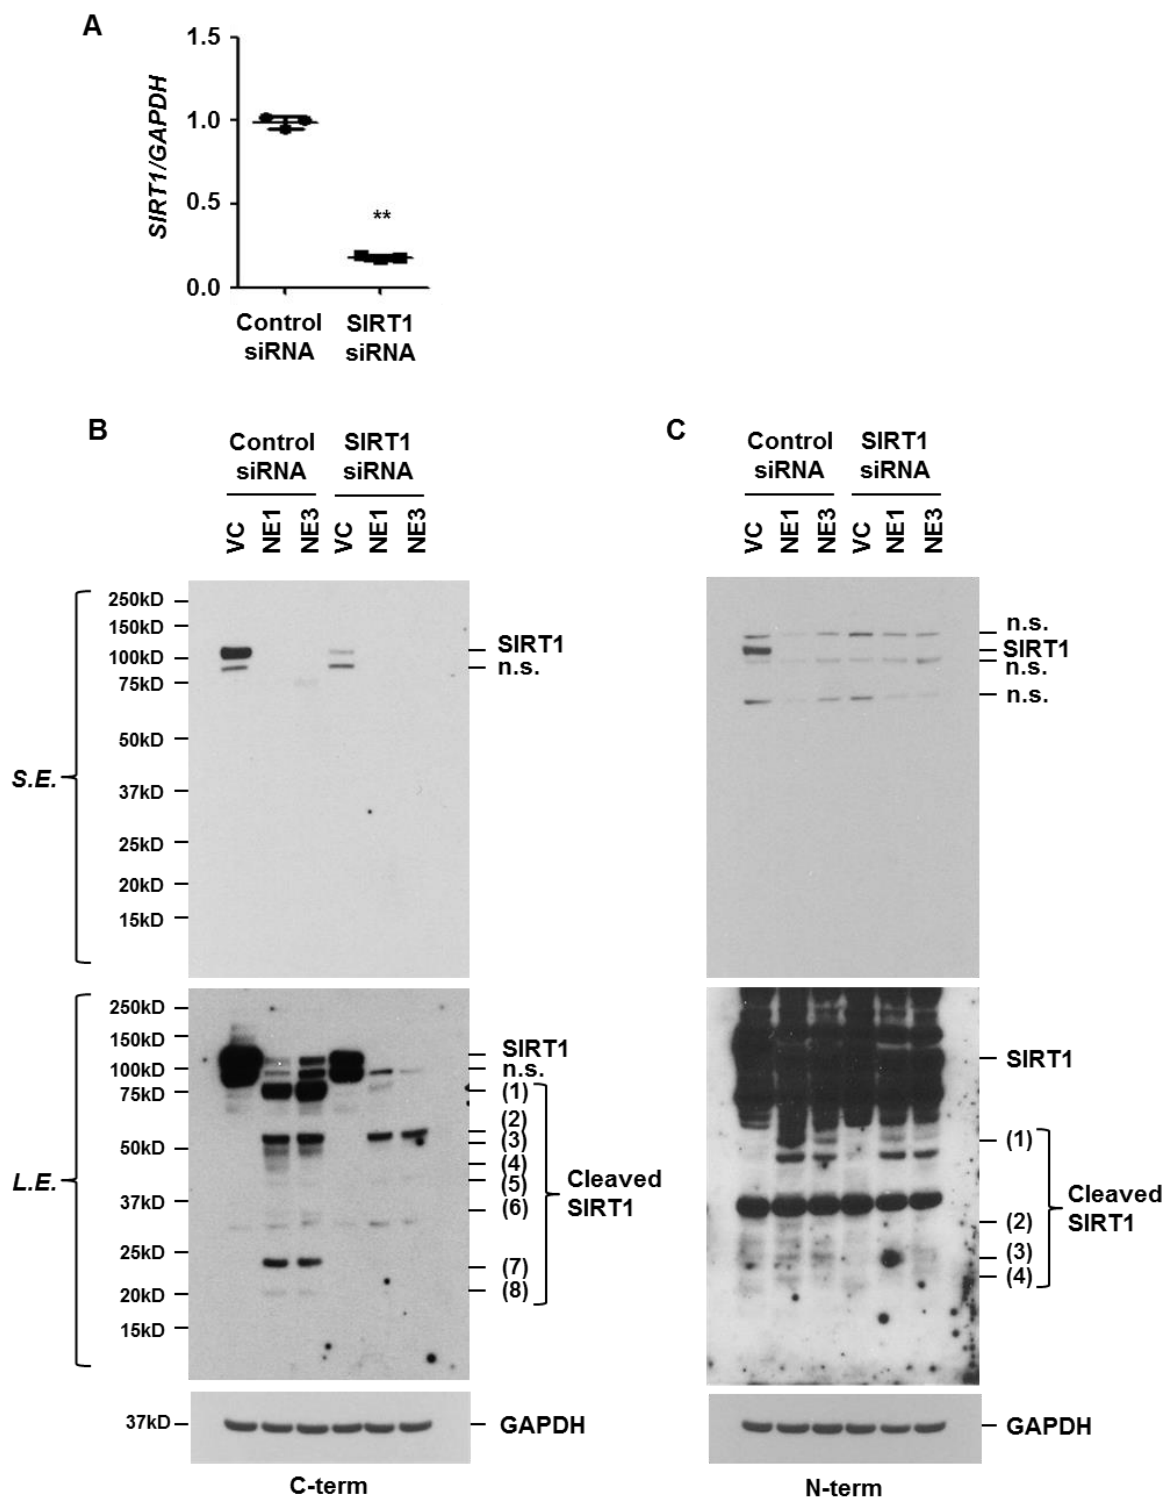 A
1.5
1.0
0.5
0.0
SIRT1/GAPDH
**
Control
siRNA
SIRT1
siRNA
B
Control
siRNA
SIRT1
siRNA
VC
NE1
NE3
VC
NE1
NE3
S.E.
250kD
150kD
100kD
75kD
50kD
37kD
25kD
20kD
15kD
SIRT1
n.s.
L.E.
250kD
150kD
100kD
75kD
50kD
37kD
25kD
20kD
15kD
SIRT1
n.s.
(1)
(2)
(3)
(4)
(5)
(6)
(7)
(8)
Cleaved
SIRT1
37kD
GAPDH
C-term
C
Control
siRNA
SIRT1
siRNA
VC
NE1
NE3
VC
NE1
NE3
n.s.
SIRT1
n.s.
n.s.
SIRT1
(1)
(2)
(3)
(4)
Cleaved
SIRT1
GAPDH
N-term